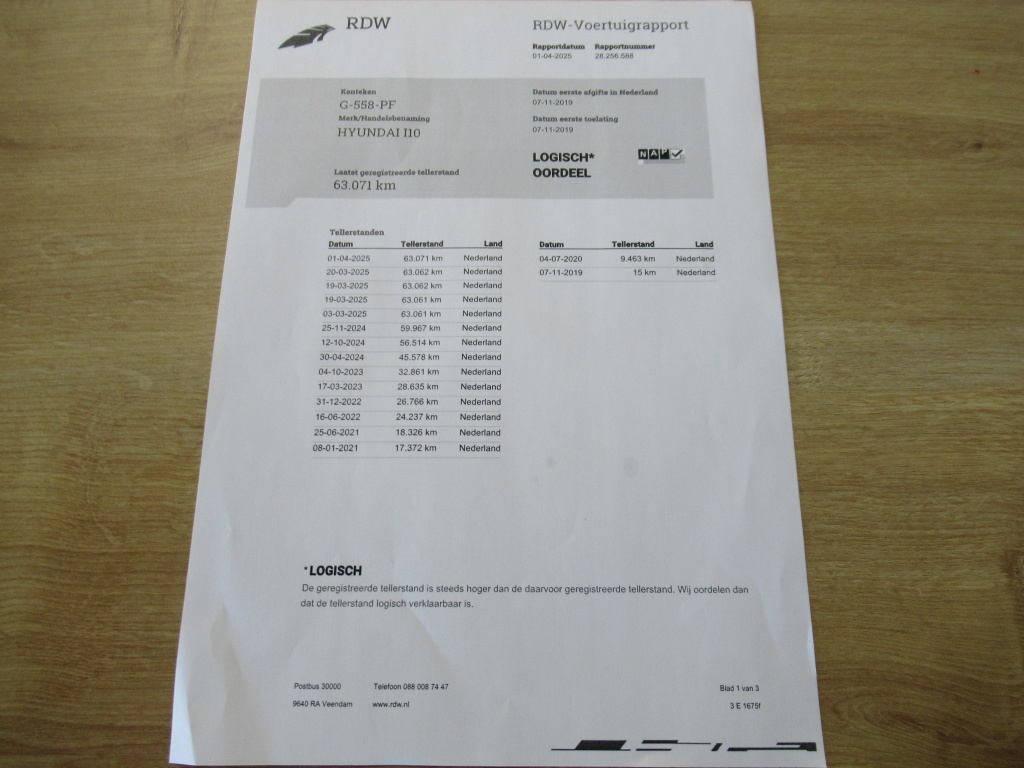 RDW
RDW-Voertuigrapport
Rapportdatum Rapportnummer
01-04-2025 28.256.588
Kenteken
G-558-PF
Merk/Handelsbenaming
HYUNDAI I10
Laatst geregistreerde tellerstand
63.071 km
Datum eerste afgifte in Nederland
07-11-2019
Datum eerste toelating
07-11-2019
LOGISCH*
OORDEEL
NAP
Tellerstanden
Datum Tellerstand Land
01-04-2025 63.071 km Nederland
20-03-2025 63.062 km Nederland
19-03-2025 63.062 km Nederland
19-03-2025 63.061 km Nederland
03-03-2025 63.061 km Nederland
25-11-2024 59.967 km Nederland
12-10-2024 56.514 km Nederland
30-04-2024 45.578 km Nederland
04-10-2023 32.861 km Nederland
17-03-2023 28.635 km Nederland
31-12-2022 26.766 km Nederland
16-06-2022 24.237 km Nederland
25-06-2021 18.326 km Nederland
08-01-2021 17.372 km Nederland
Datum Tellerstand Land
04-07-2020 9.463 km Nederland
07-11-2019 15 km Nederland
*LOGISCH
De geregistreerde tellerstand is steeds hoger dan de daarvoor geregistreerde tellerstand. Wij oordelen dan
dat de tellerstand logisch verklaarbaar is.
Postbus 30000 Telefoon 088 008 74 47
9640 RA Veendam www.rdw.nl
Blad 1 van 3
3 E 1675f